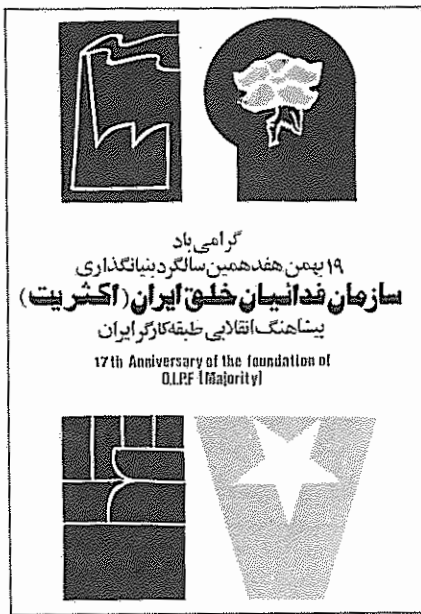 گرامی باد
۱۹ بهمن هفدهمین سالگرد بنیانگذاری
سازمان فدائیان خلق ایران (اکثریت)
پیشاهنگ انقلابی طبقه کارگر ایران
17th Anniversary of the foundation of
O.I.P.F (Majority)